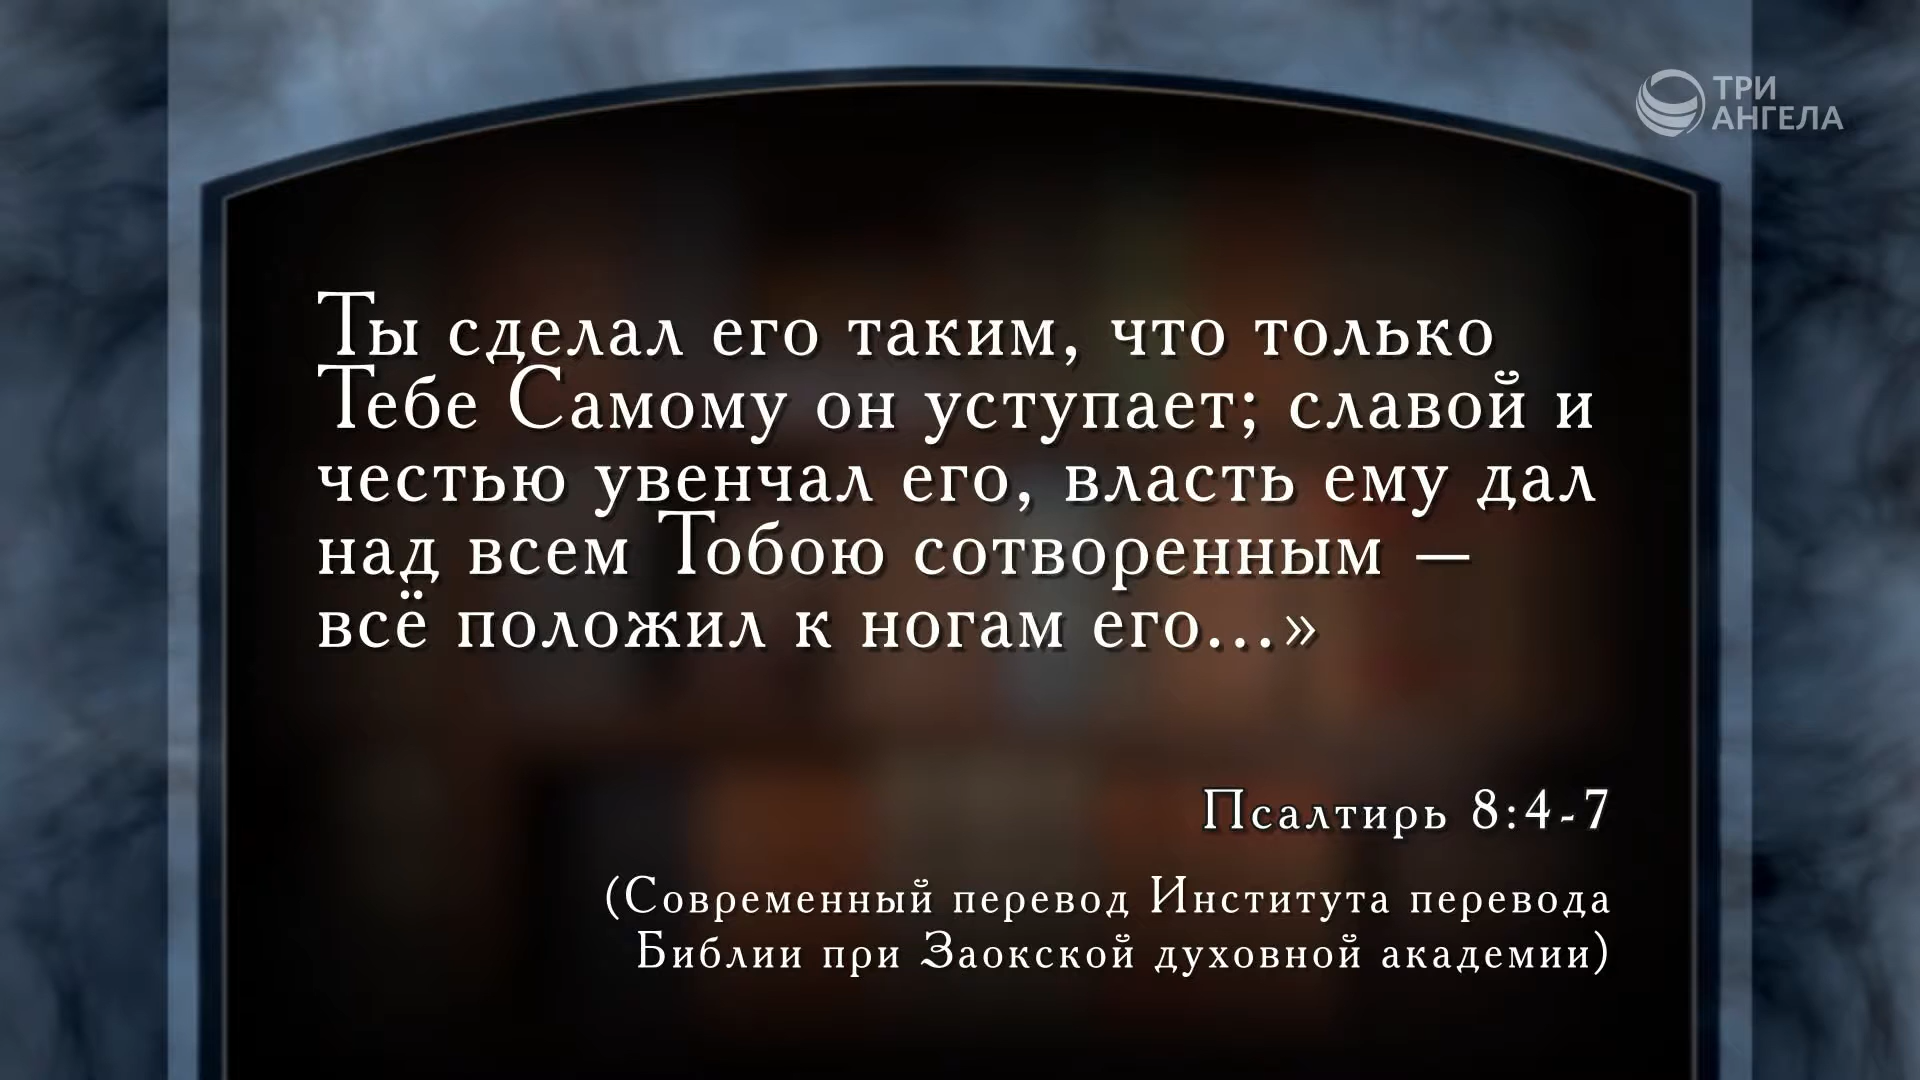 ТРИ
АНГЕЛА
Ты сделал его таким, что только
Тебе Самому он уступает; славой и
честью увенчал его, власть ему дал
над всем Тобою сотворенным –
всё положил к ногам его...»
Псалтирь 8:4-7
(Современный перевод Института перевода
Библии при Заокской духовной академии)